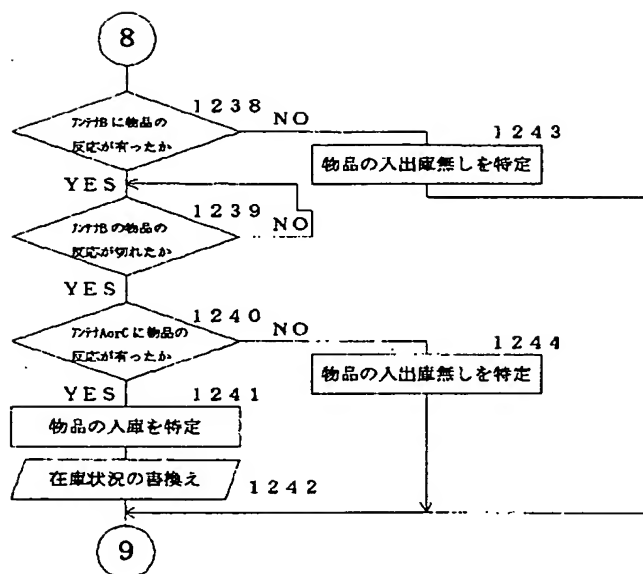 8
1238
ｱﾝﾃﾅBに物品の
反応が有ったか
NO
1243
物品の入出庫無しを特定
YES
1239
ｱﾝﾃﾅBの物品の
反応が切れたか
NO
YES
1240
ｱﾝﾃﾅAorCに物品の
反応が有ったか
NO
1244
物品の入出庫無しを特定
YES
1241
物品の入庫を特定
在庫状況の書換え
1242
9